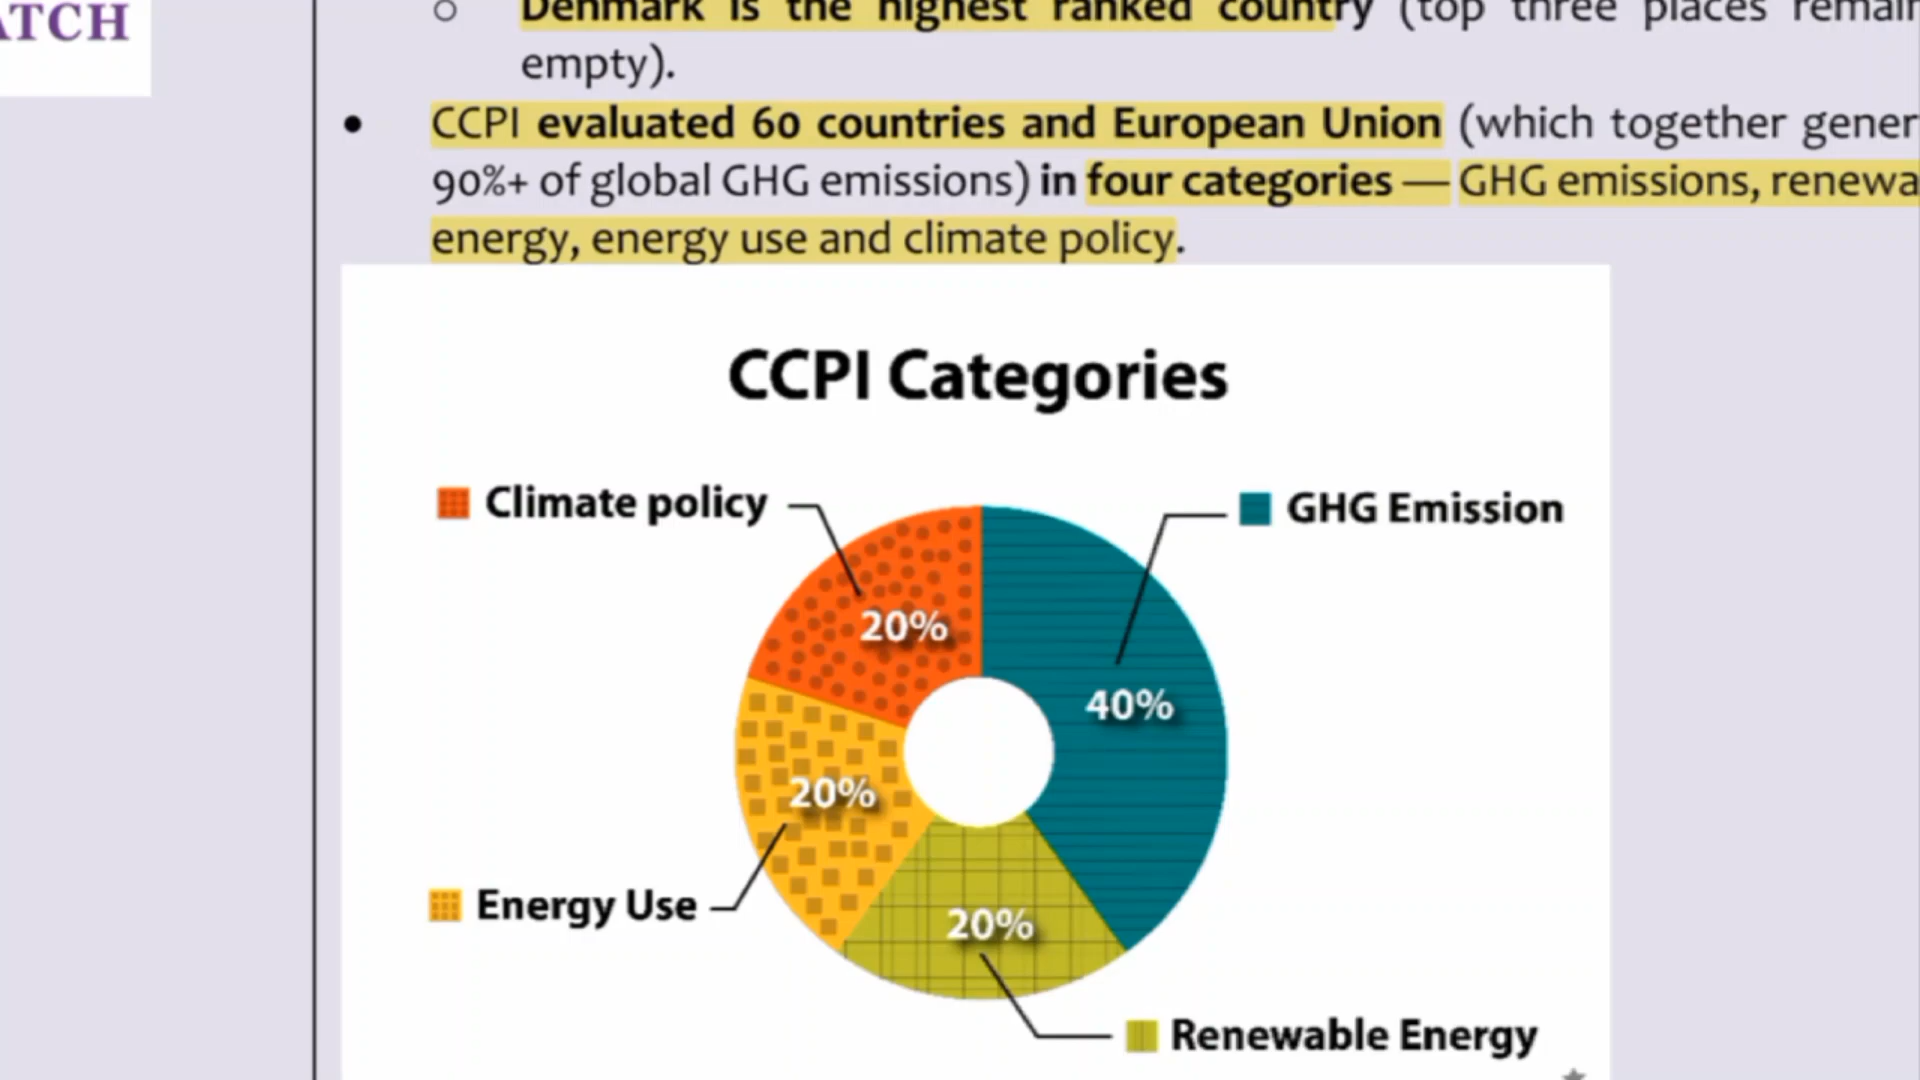 ATCH
Denmark is the highest ranked country (top three places remain
empty).
CCPI evaluated 60 countries and European Union (which together gener
90%+ of global GHG emissions) in four categories — GHG emissions, renewa
energy, energy use and climate policy.
CCPI Categories
Climate policy
GHG Emission
20%
40%
20%
Energy Use
20%
Renewable Energy